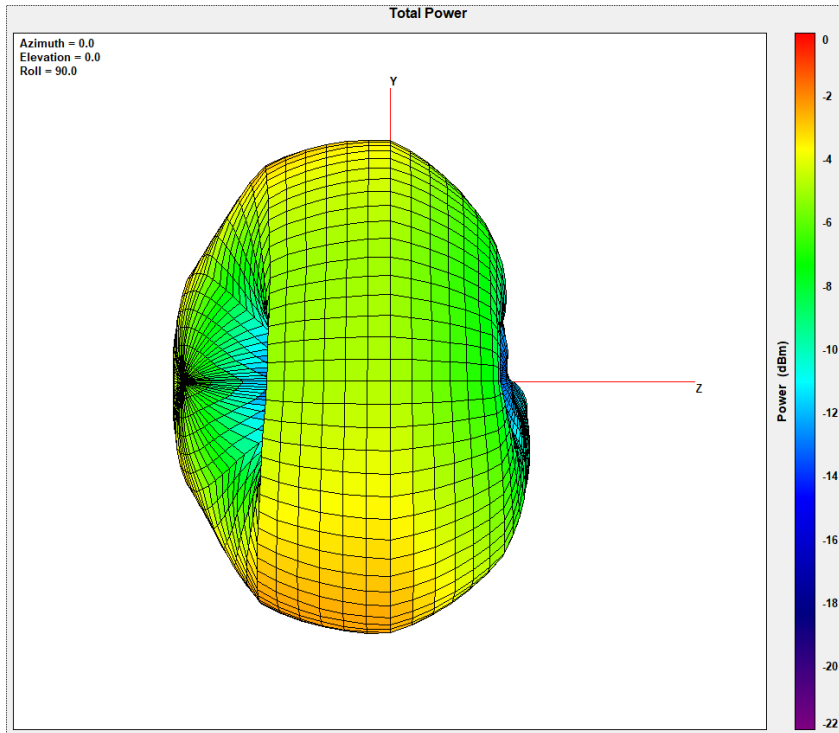 Total Power
Azimuth = 0.0
Elevation = 0.0
Roll = 90.0
Y
Z
Power (dBm)
0
-2
-4
-6
-8
-10
-12
-14
-16
-18
-20
-22